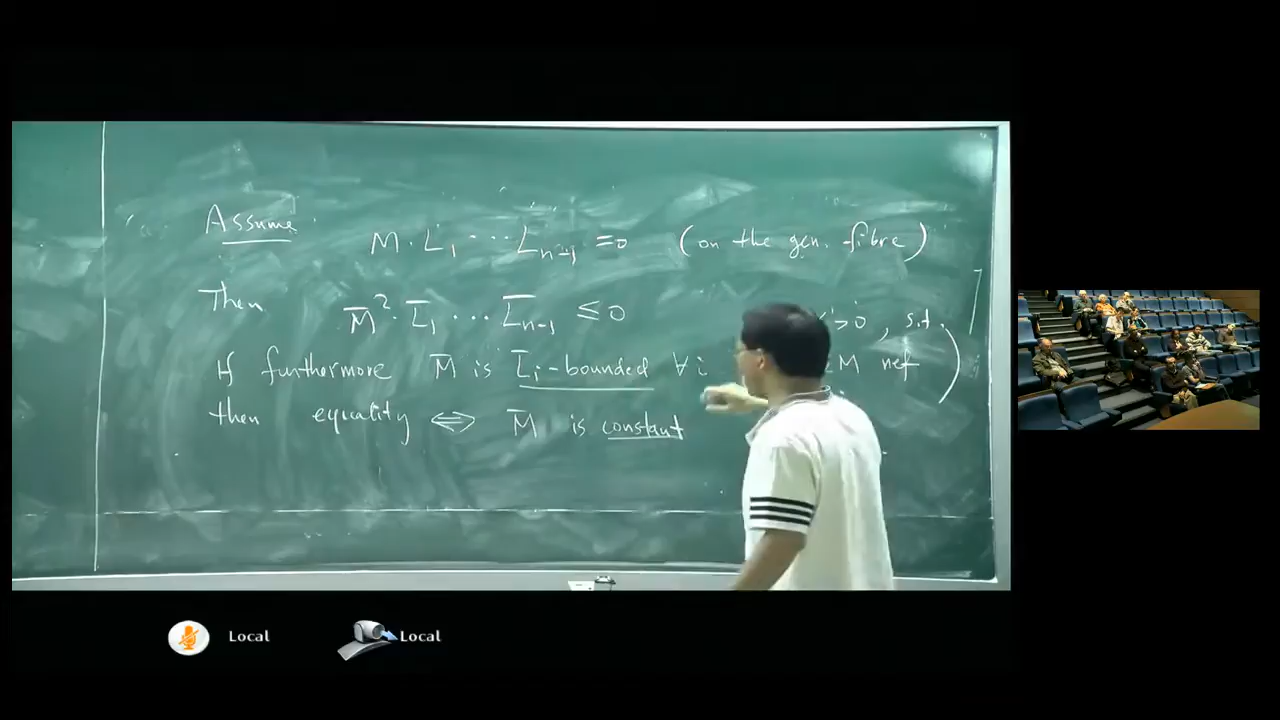 Assume M · L₁ ··· Lₙ₋₁ = 0 (on the gen. fibre)
Then M̄² · L̄₁ ··· L̄ₙ₋₁ ≤ 0 >0, s.t.
If furthermore M̄ is L̄ᵢ-bounded ∀i M nef )
then equality ⟺ M̄ is constant
Local
Local